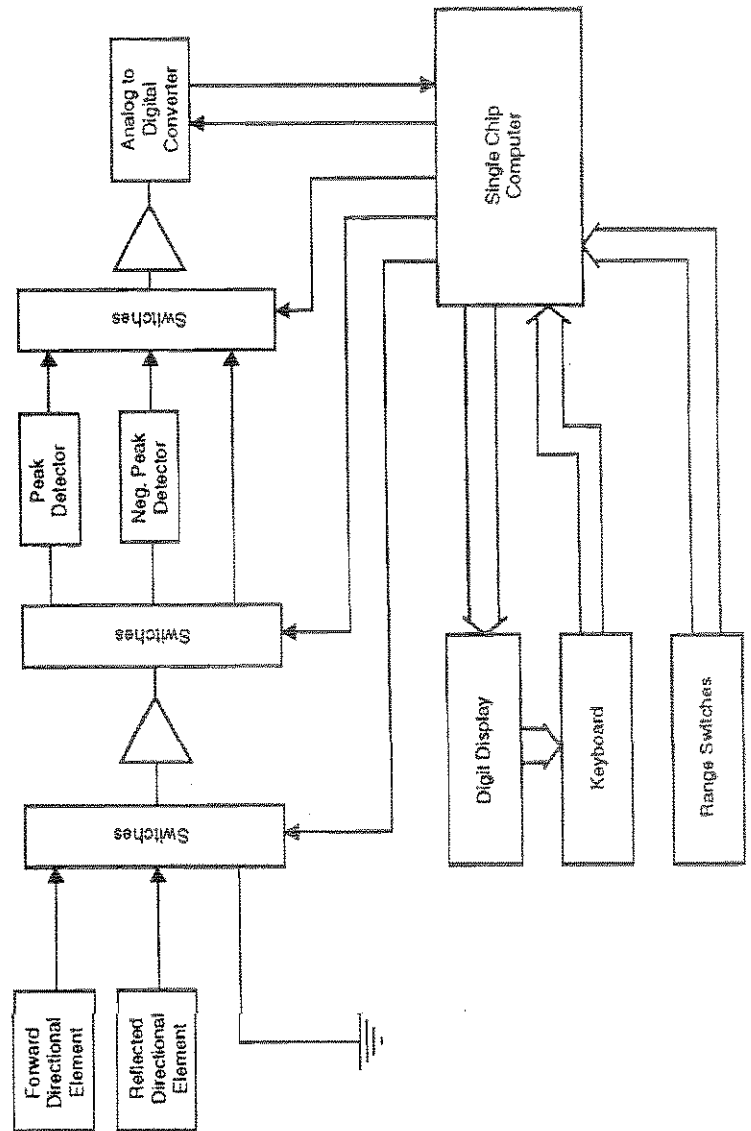 Forward
Directional
Element
Reflected
Directional
Element
Switches
Switches
Peak
Detector
Neg. Peak
Detector
Switches
Analog to
Digital
Converter
Digit Display
Keyboard
Range Switches
Single Chip
Computer